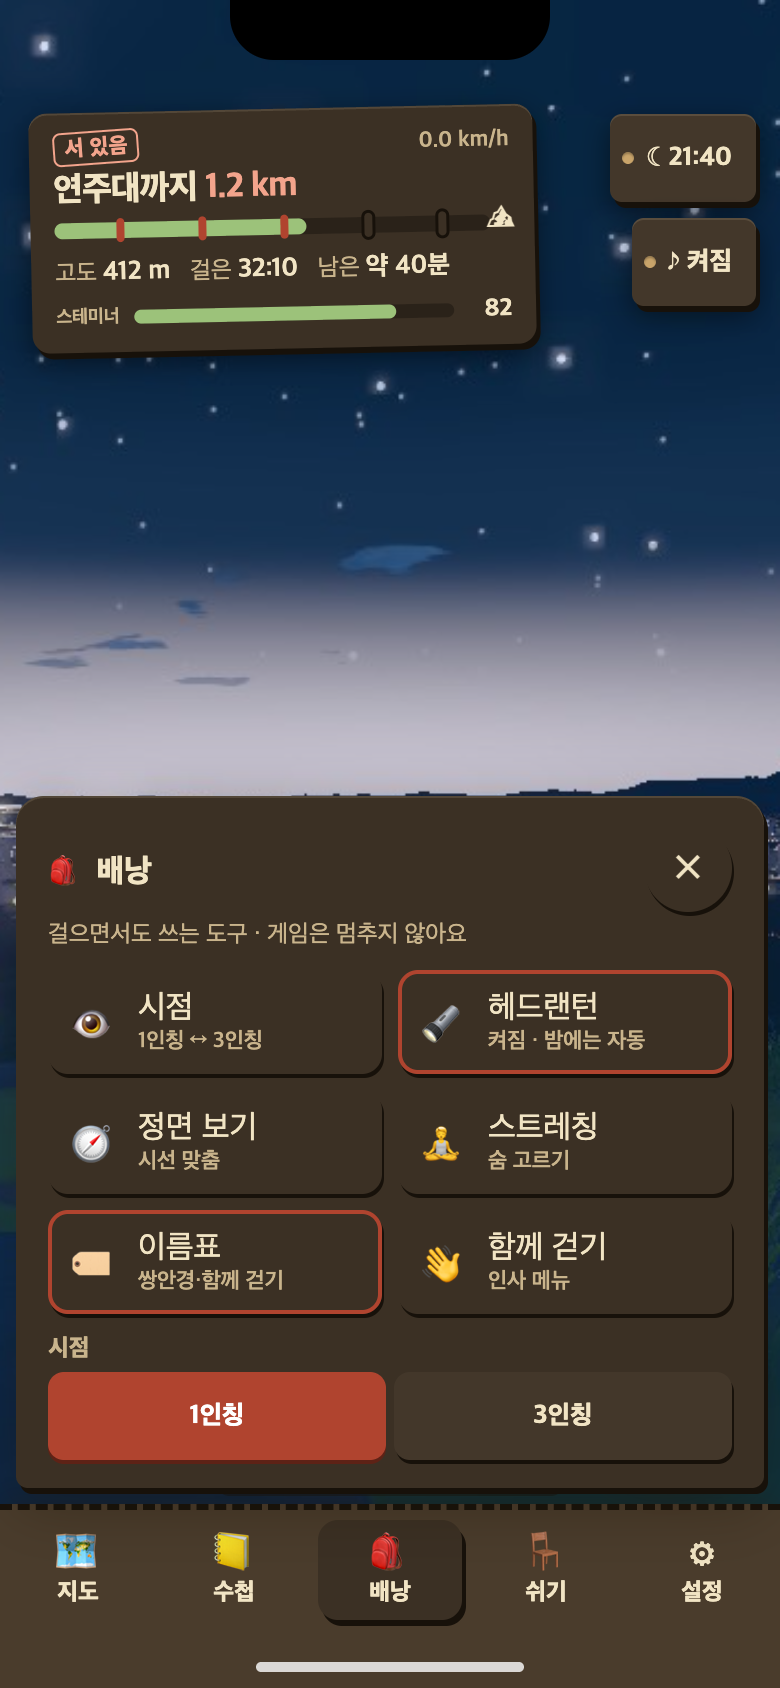 서 있음
0.0 km/h
연주대까지 1.2 km
고도 412 m 걸은 32:10 남은 약 40분
스테미너 82
☾ 21:40
♪ 켜짐
배낭
✕
걸으면서도 쓰는 도구 · 게임은 멈추지 않아요
시점
1인칭 ↔ 3인칭
헤드랜턴
켜짐 · 밤에는 자동
정면 보기
시선 맞춤
스트레칭
숨 고르기
이름표
쌍안경·함께 걷기
함께 걷기
인사 메뉴
시점
1인칭
3인칭
지도
수첩
배낭
쉬기
설정